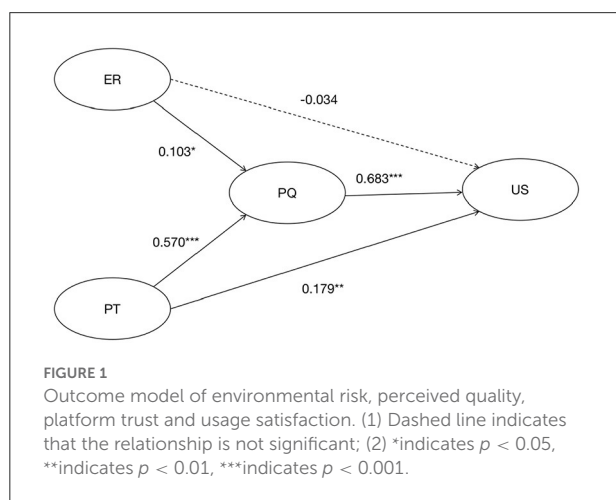 ER
-0.034
0.103*
PQ
0.683***
US
0.570***
0.179**
PT
FIGURE 1
Outcome model of environmental risk, perceived quality,
platform trust and usage satisfaction. (1) Dashed line indicates
that the relationship is not significant; (2) *indicates p < 0.05,
**indicates p < 0.01, ***indicates p < 0.001.